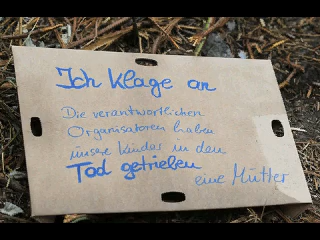 Ich klage an
Die verantwortlichen
Organisatoren haben
unsere Kinder in den
Tod getrieben
eine Mutter